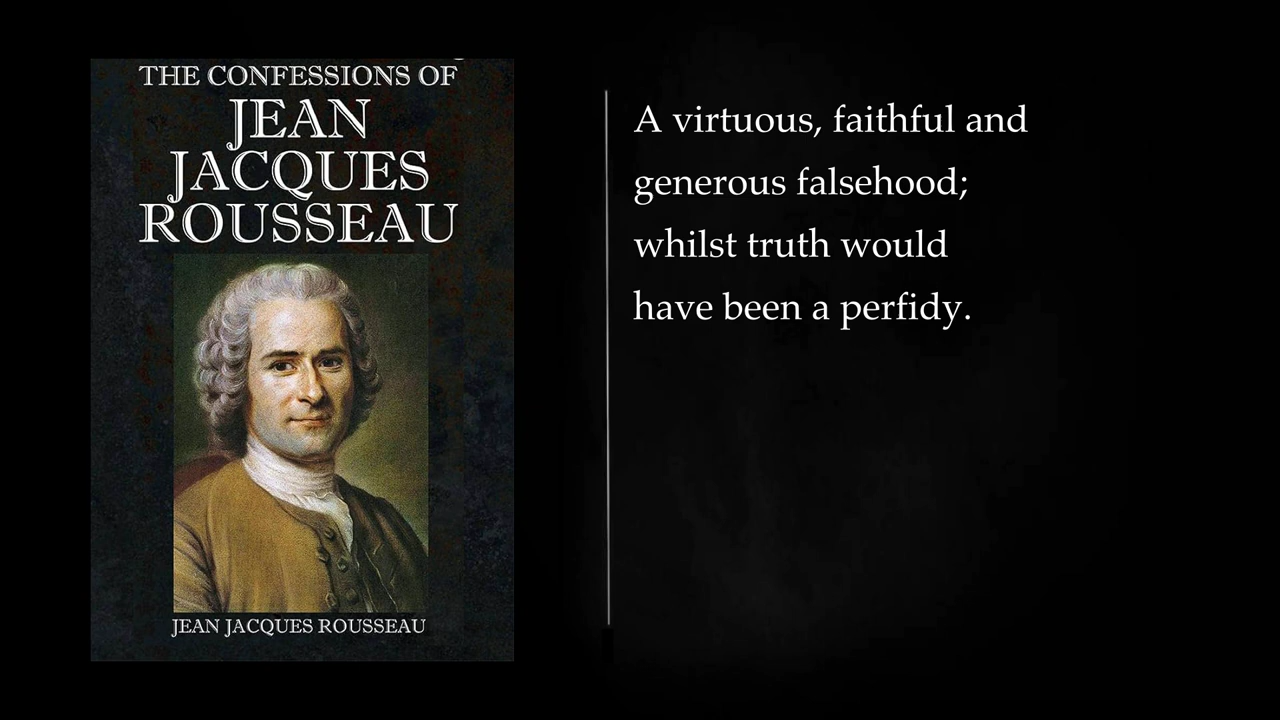 THE CONFESSIONS OF
JEAN
JACQUES
ROUSSEAU
JEAN JACQUES ROUSSEAU
A virtuous, faithful and
generous falsehood;
whilst truth would
have been a perfidy.